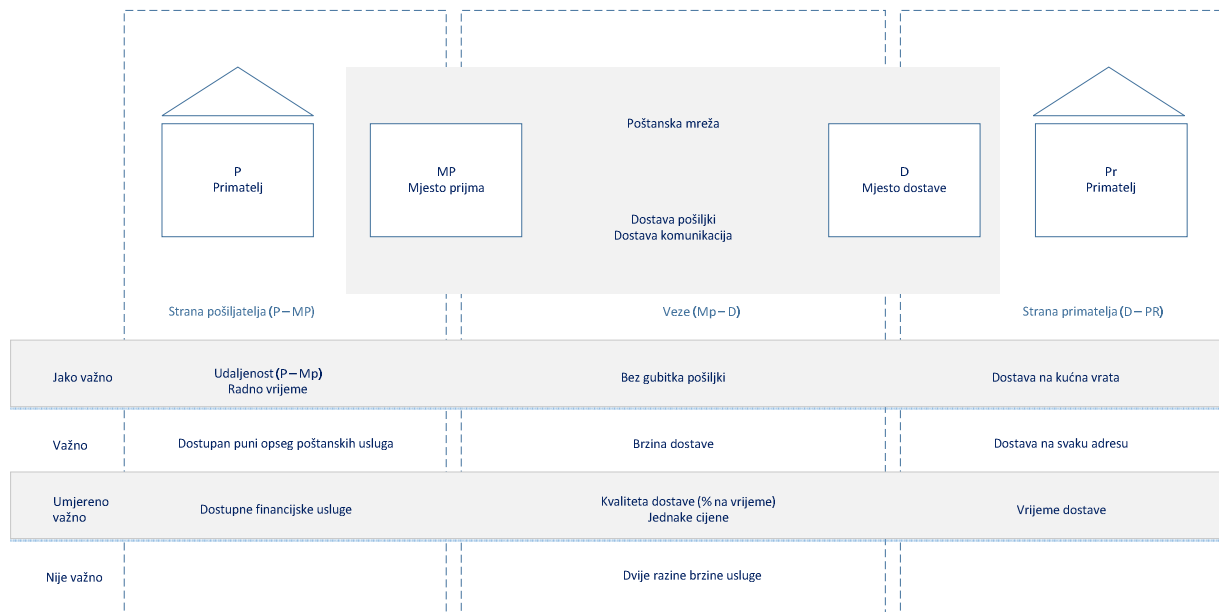 Poštanska mreža
P
Primatelj
MP
Mjesto prijma
D
Mjesto dostave
Pr
Primatelj
Dostava pošiljki
Dostava komunikacija
Strana pošiljatelja (P – MP)
Veze (Mp – D)
Strana primatelja (D – PR)
Jako važno
Udaljenost (P – Mp)
Radno vrijeme
Bez gubitka pošiljki
Dostava na kućna vrata
Važno
Dostupan puni opseg poštanskih usluga
Brzina dostave
Dostava na svaku adresu
Umjereno
važno
Dostupne financijske usluge
Kvaliteta dostave (% na vrijeme)
Jednake cijene
Vrijeme dostave
Nije važno
Dvije razine brzine usluge